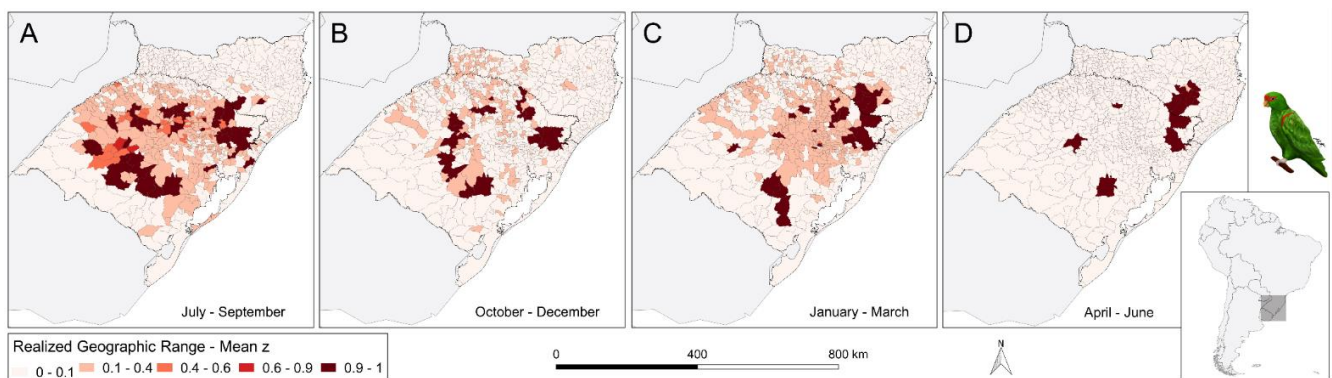 A
B
C
D
July - September
October - December
January - March
April - June
Realized Geographic Range - Mean z
0 - 0.1 0.1 - 0.4 0.4 - 0.6 0.6 - 0.9 0.9 - 1
0 400 800 km
N